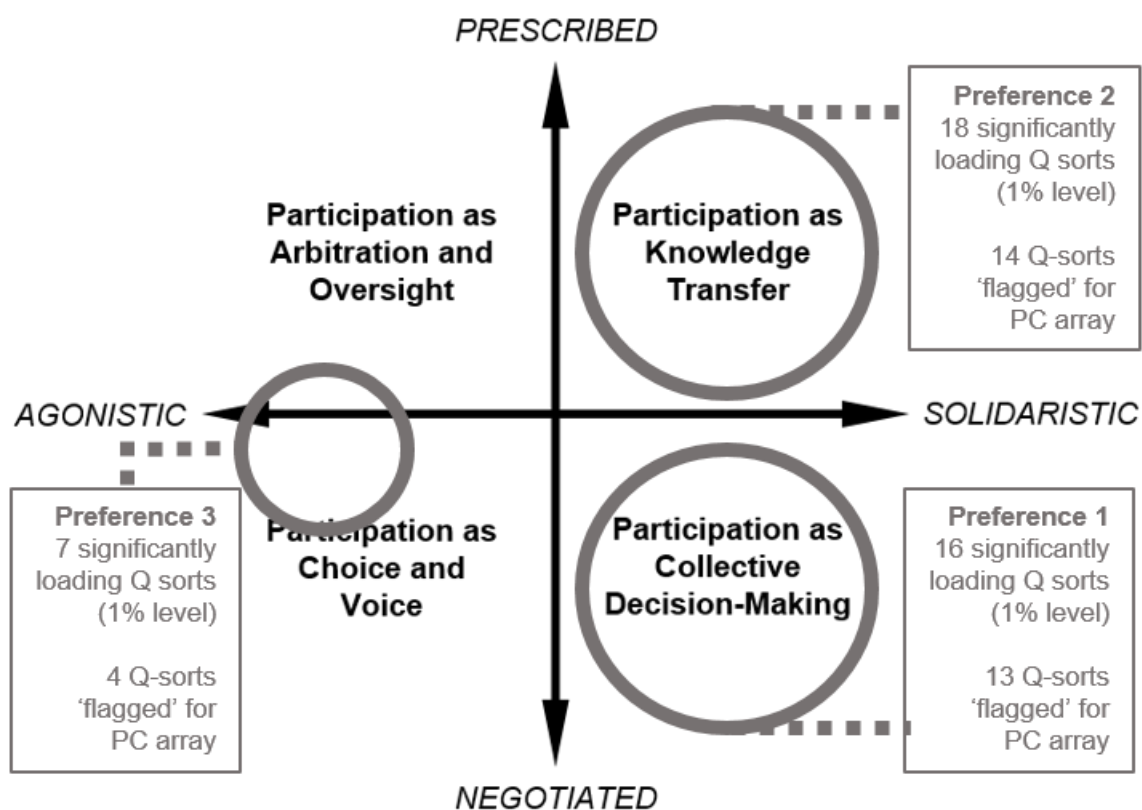 PRESCRIBED
Preference 2
18 significantly
loading Q sorts
(1% level)
14 Q-sorts
‘flagged’ for
PC array
Participation as
Arbitration and
Oversight
Participation as
Knowledge
Transfer
AGONISTIC
SOLIDARISTIC
Preference 3
7 significantly
loading Q sorts
(1% level)
4 Q-sorts
‘flagged’ for
PC array
Participation as
Choice and
Voice
Participation as
Collective
Decision-Making
Preference 1
16 significantly
loading Q sorts
(1% level)
13 Q-sorts
‘flagged’ for
PC array
NEGOTIATED